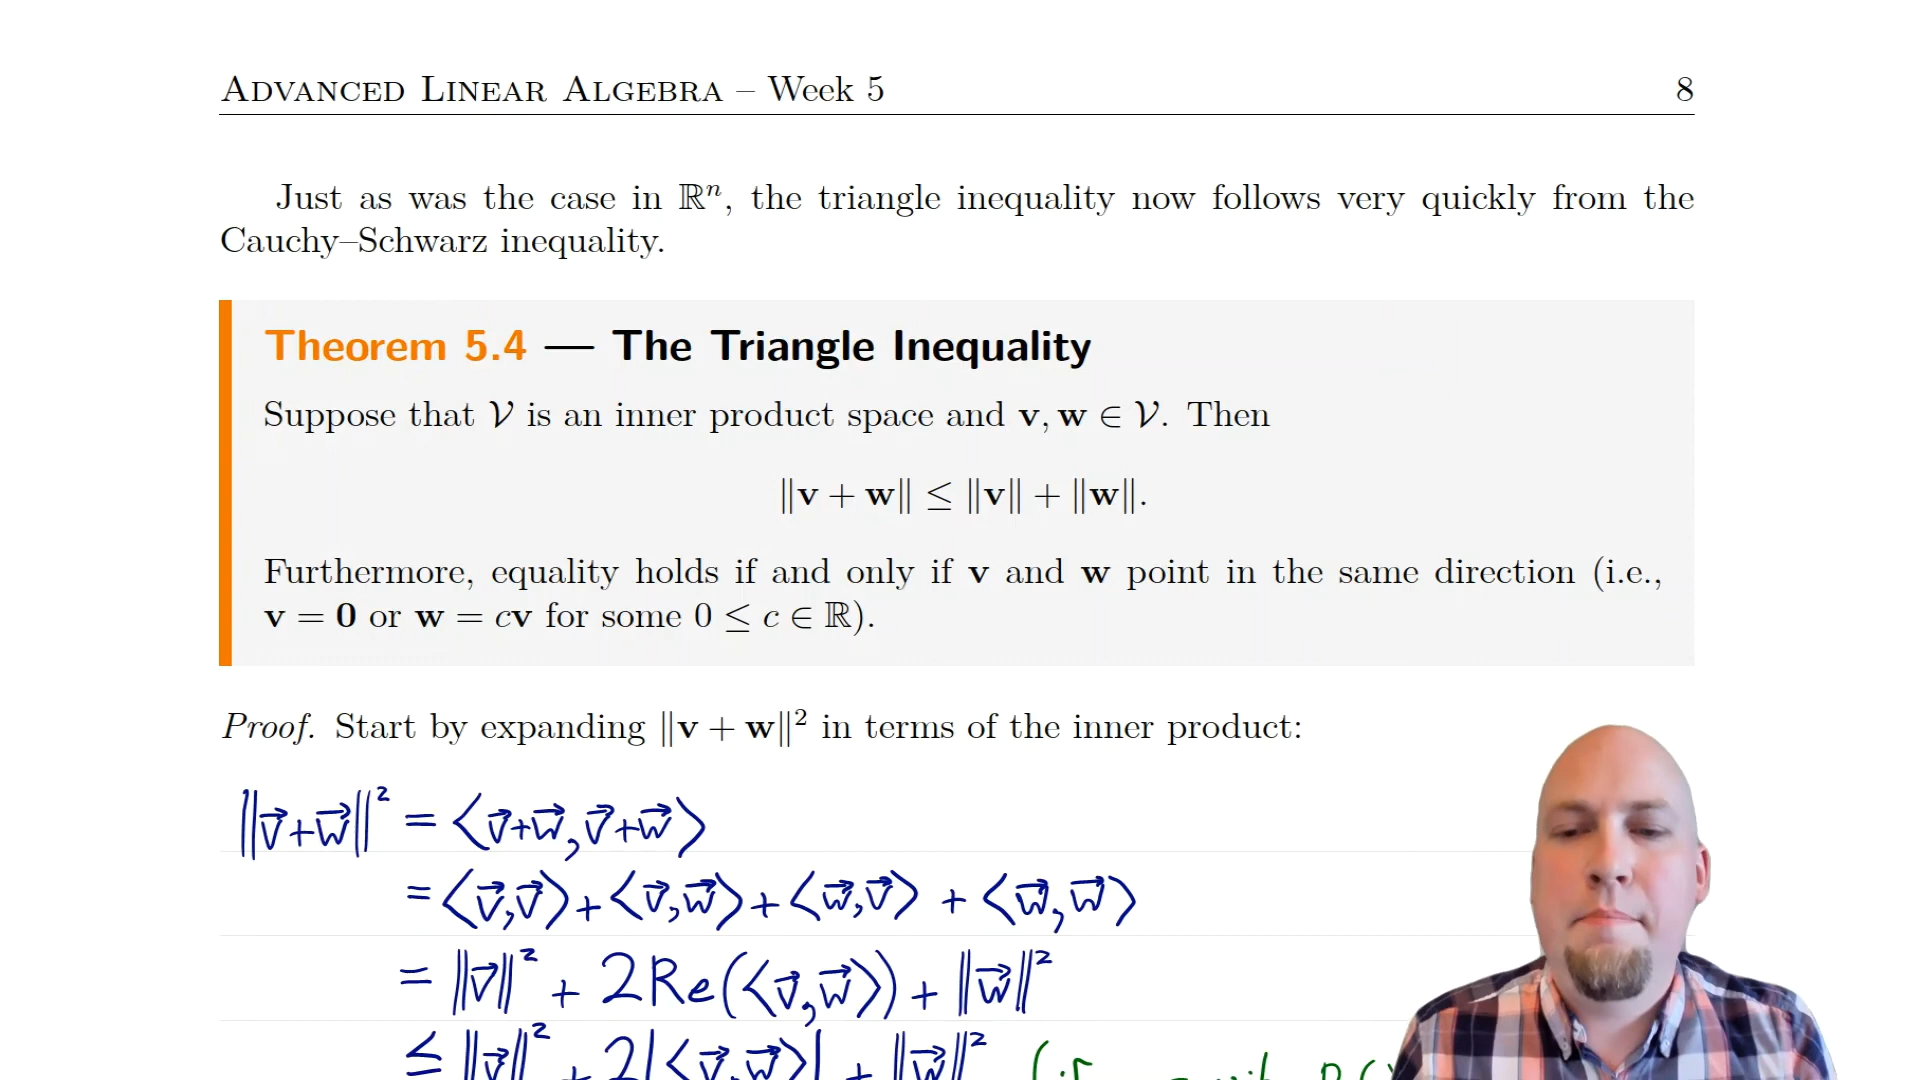 ADVANCED LINEAR ALGEBRA – Week 5 8
Just as was the case in ℝⁿ, the triangle inequality now follows very quickly from the
Cauchy–Schwarz inequality.
Theorem 5.4 — The Triangle Inequality
Suppose that 𝒱 is an inner product space and v, w ∈ 𝒱. Then
‖v + w‖ ≤ ‖v‖ + ‖w‖.
Furthermore, equality holds if and only if v and w point in the same direction (i.e.,
v = 0 or w = cv for some 0 ≤ c ∈ ℝ).
Proof. Start by expanding ‖v + w‖² in terms of the inner product:
‖v⃗+w⃗‖² = ⟨v⃗+w⃗, v⃗+w⃗⟩
= ⟨v⃗,v⃗⟩ + ⟨v⃗,w⃗⟩ + ⟨w⃗,v⃗⟩ + ⟨w⃗,w⃗⟩
= ‖v⃗‖² + 2Re(⟨v⃗,w⃗⟩) + ‖w⃗‖²
≤ ‖v⃗‖² + 2|⟨v⃗,w⃗⟩| + ‖w⃗‖²